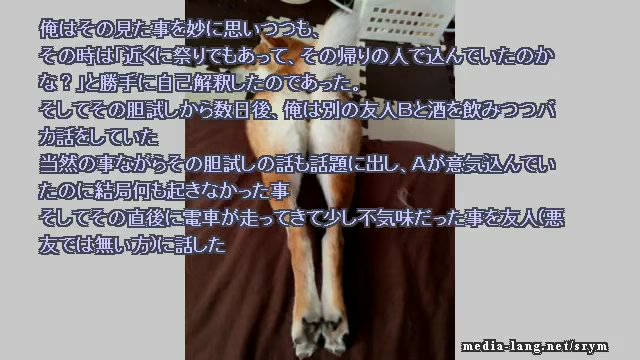 俺はその見た事を妙に思いつつも、
その時は「近くに祭りでもあって、その帰りの人で込んでいたのか
な？」と勝手に自己解釈したのであった。
そしてその胆試しから数日後、俺は別の友人Bと酒を飲みつつバ
カ話をしていた
当然の事ながらその胆試しの話も話題に出し、Aが意気込んでい
たのに結局何も起きなかった事
そしてその直後に電車が走ってきて少し不気味だった事を友人(悪
友では無い方)に話した
media-lang.net/srym